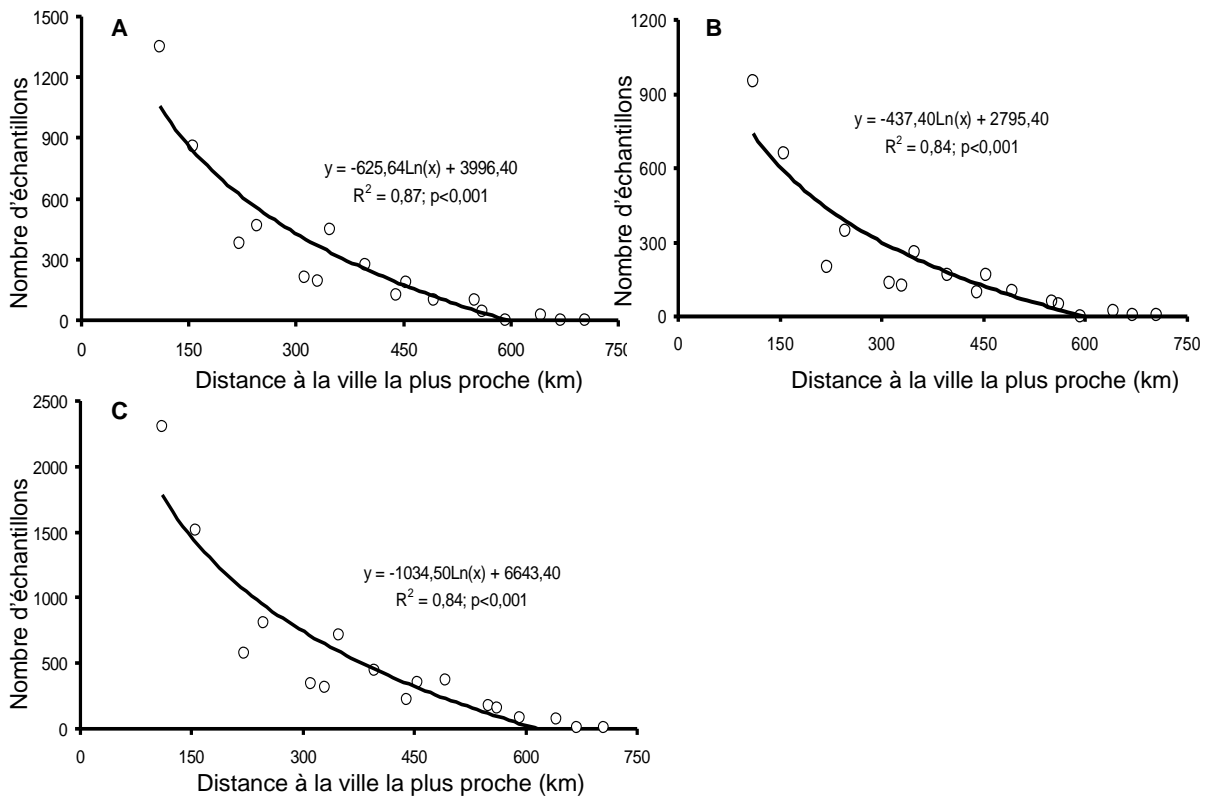 A
Nombre d'échantillons
1500
1200
900
600
300
0
y = -625,64Ln(x) + 3996,40
R² = 0,87; p<0,001
0 150 300 450 600 750
Distance à la ville la plus proche (km)
B
Nombre d'échantillons
1200
900
600
300
0
y = -437,40Ln(x) + 2795,40
R² = 0,84; p<0,001
0 150 300 450 600 750
Distance à la ville la plus proche (km)
C
Nombre d'échantillons
2500
2000
1500
1000
500
0
y = -1034,50Ln(x) + 6643,40
R² = 0,84; p<0,001
0 150 300 450 600 750
Distance à la ville la plus proche (km)